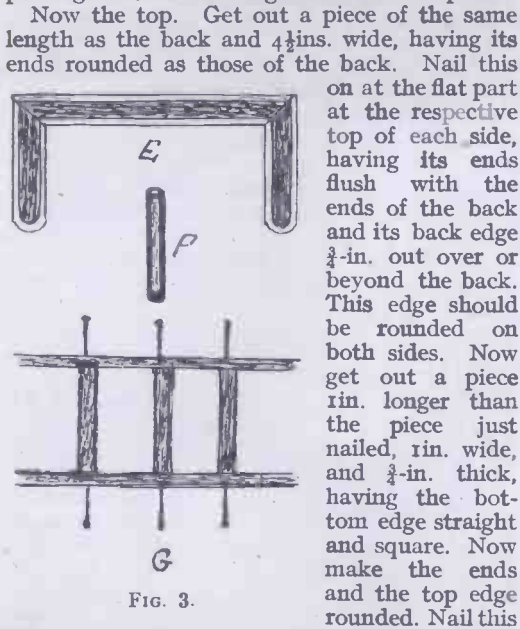 Now the top. Get out a piece of the same
length as the back and 4½ins. wide, having its
ends rounded as those of the back. Nail this
on at the flat part
at the respective
top of each side,
having its ends
flush with the
ends of the back
and its back edge
¾-in. out over or
beyond the back.
This edge should
be rounded on
both sides. Now
get out a piece
1in. longer than
the piece just
nailed, 1in. wide,
and ¾-in. thick,
having the bot-
tom edge straight
and square. Now
make the ends
and the top edge
rounded. Nail this
E
F
G
FIG. 3.